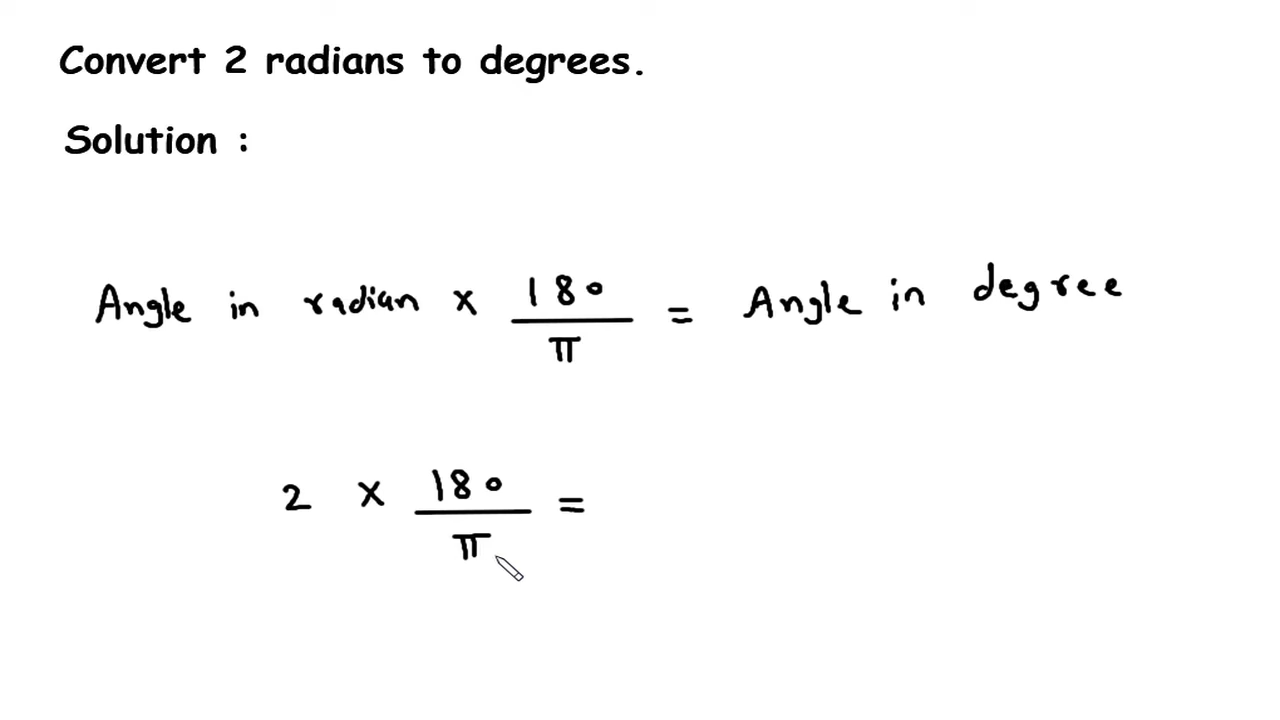 Convert 2 radians to degrees.
Solution :
Angle in radian × 180/π = Angle in degree
2 × 180/π =